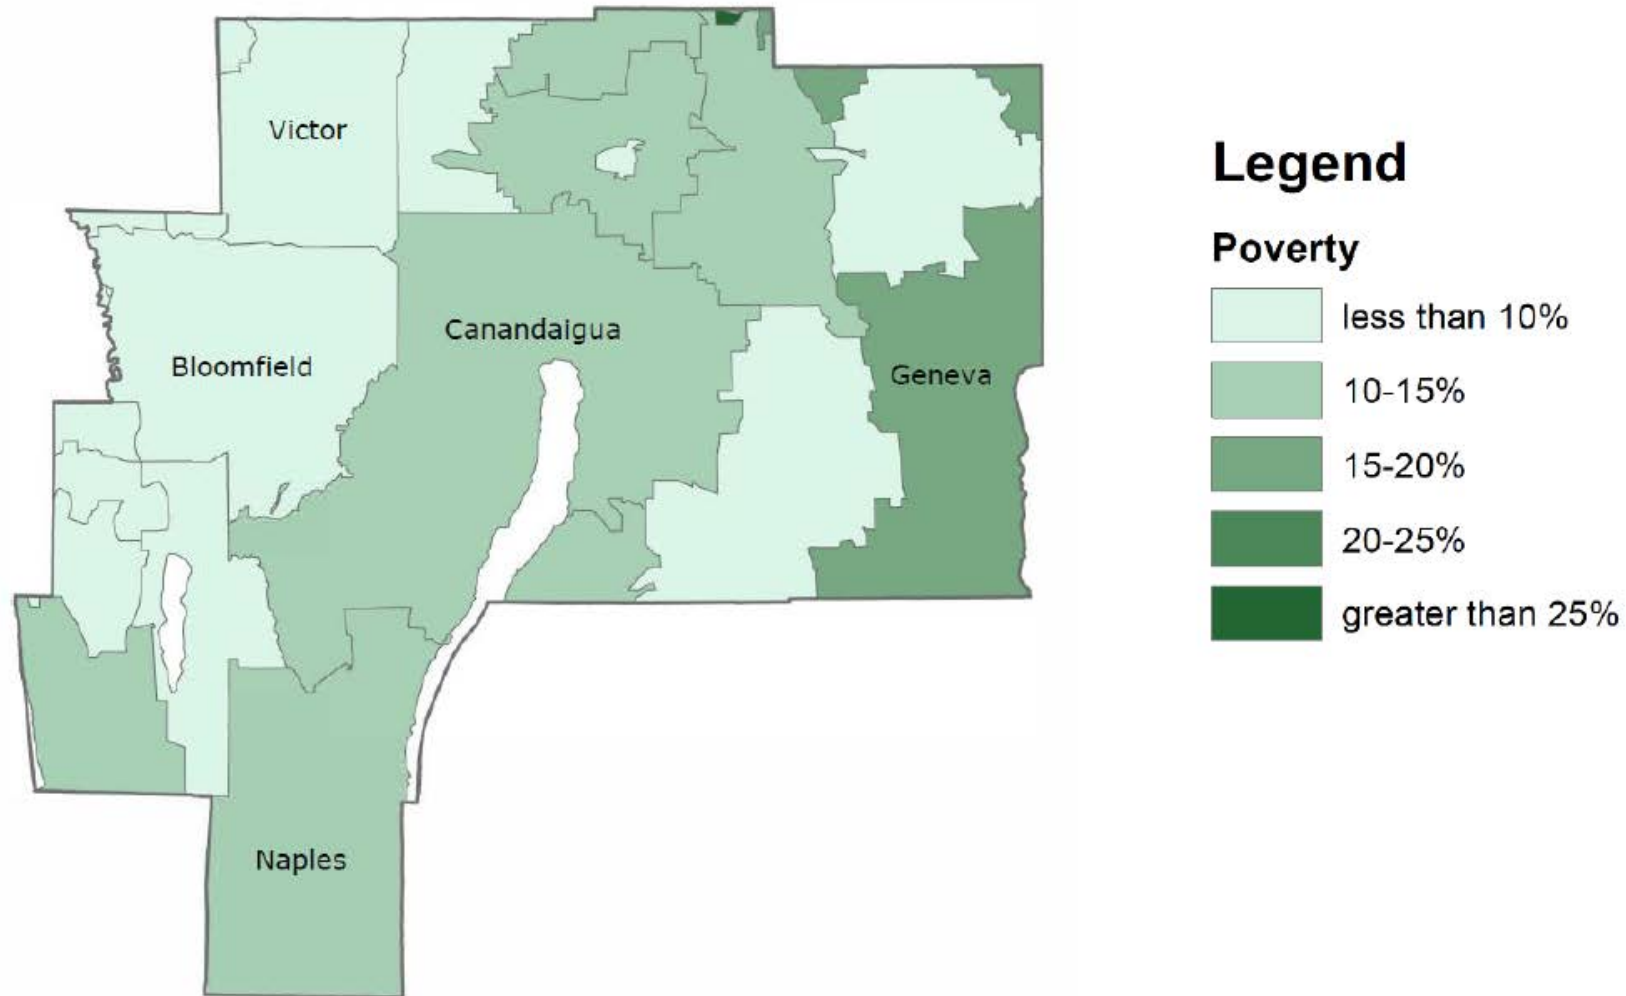 Victor
Bloomfield
Canandaigua
Geneva
Naples
Legend
Poverty
less than 10%
10-15%
15-20%
20-25%
greater than 25%